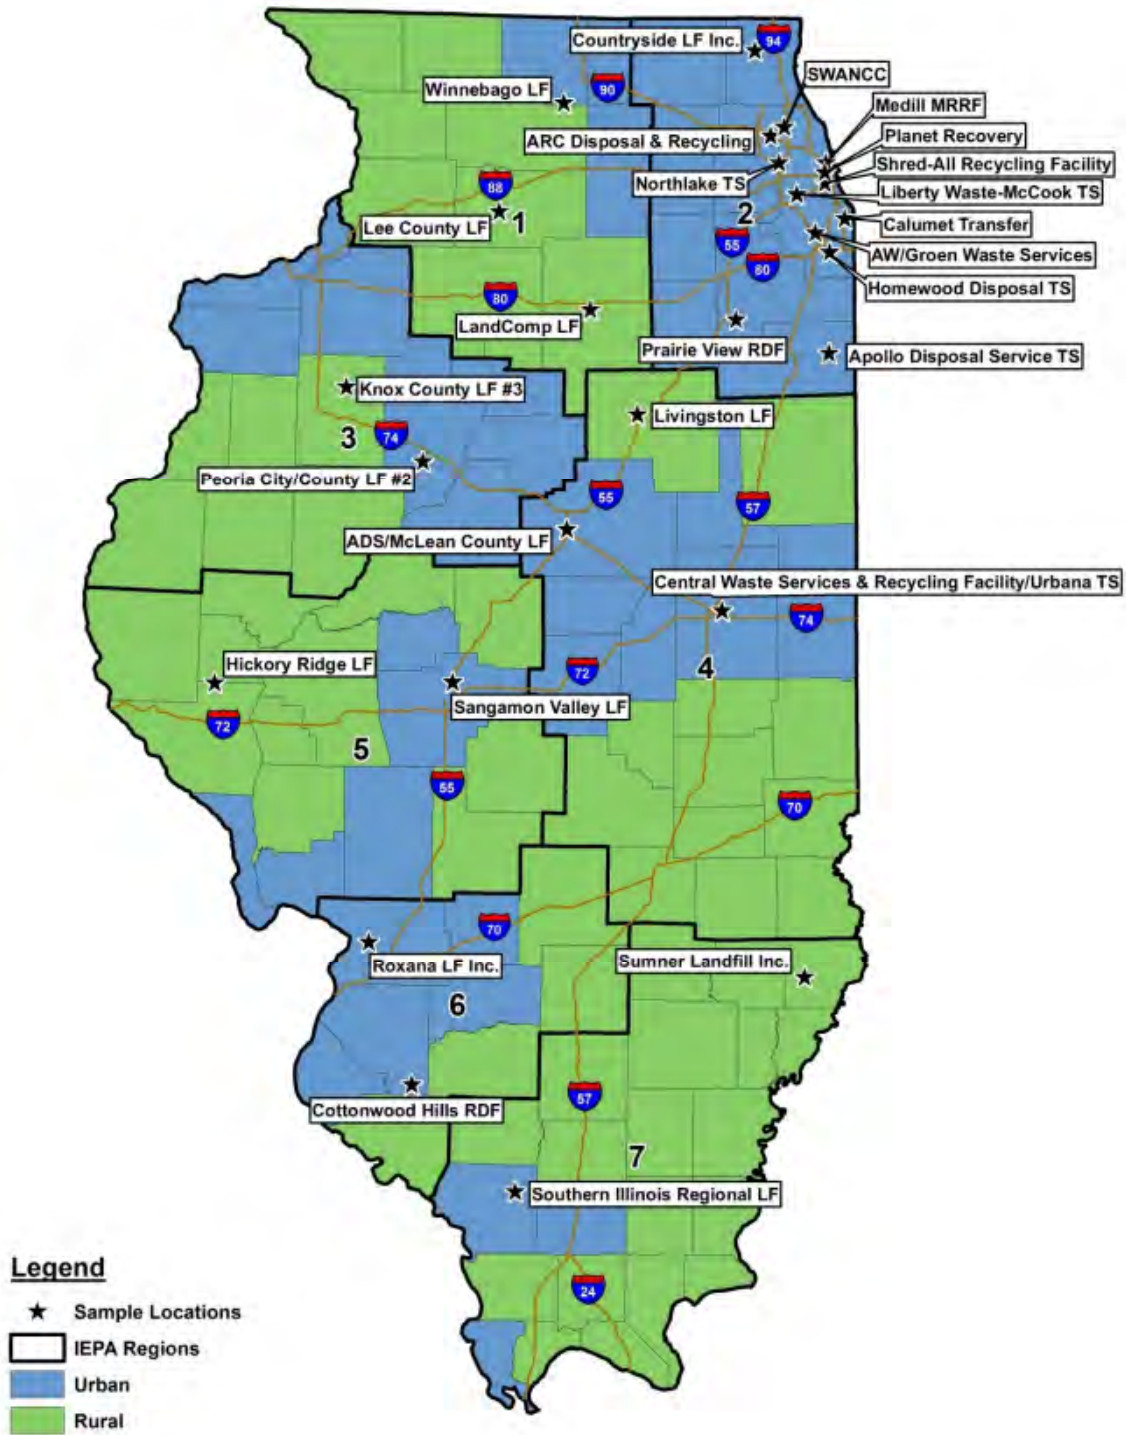 Countryside LF Inc.
94
SWANCC
Winnebago LF
90
Medill MRRF
ARC Disposal & Recycling
Planet Recovery
Shred-All Recycling Facility
Northlake TS
88
Liberty Waste-McCook TS
Lee County LF
1
2
Calumet Transfer
55
AW/Groen Waste Services
80
80
Homewood Disposal TS
LandComp LF
Prairie View RDF
Apollo Disposal Service TS
Knox County LF #3
Livingston LF
3
74
Peoria City/County LF #2
55
57
ADS/McLean County LF
Central Waste Services & Recycling Facility/Urbana TS
74
Hickory Ridge LF
72
4
Sangamon Valley LF
72
5
55
70
70
Roxana LF Inc.
Sumner Landfill Inc.
6
57
Cottonwood Hills RDF
7
Southern Illinois Regional LF
24
Legend
Sample Locations
IEPA Regions
Urban
Rural